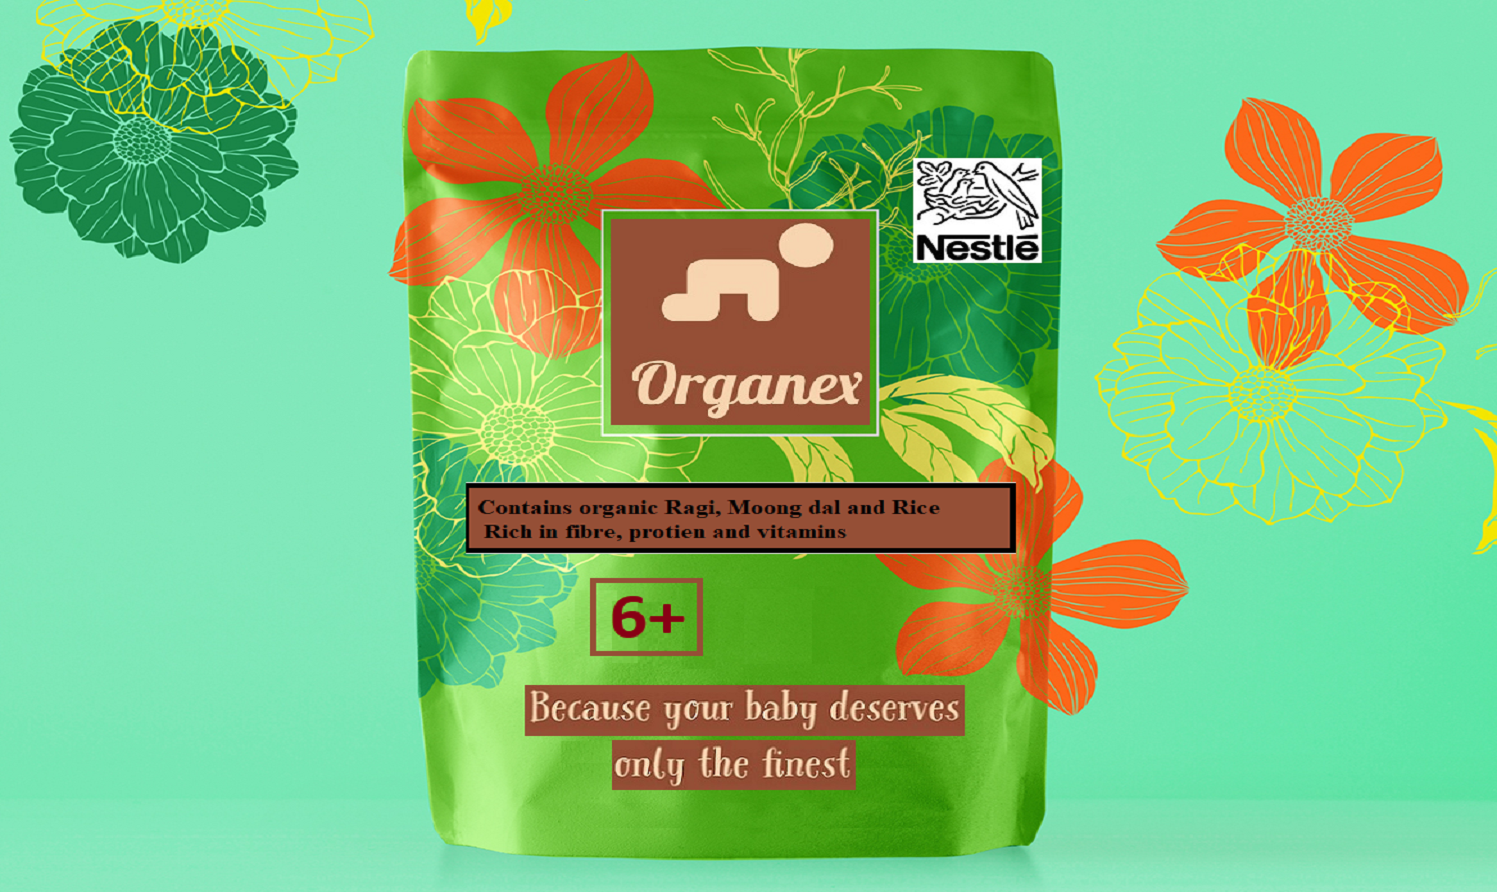 Nestlé
Organex
Contains organic Ragi, Moong dal and Rice
Rich in fibre, protien and vitamins
6+
Because your baby deserves
only the finest